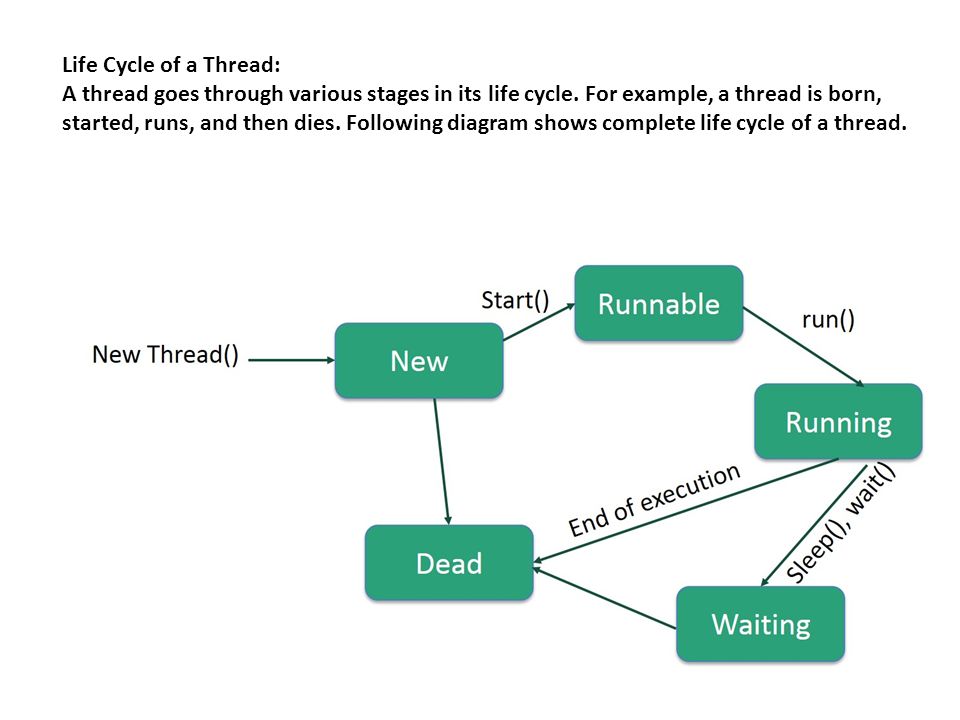 Life Cycle of a Thread:
A thread goes through various stages in its life cycle. For example, a thread is born,
started, runs, and then dies. Following diagram shows complete life cycle of a thread.
Start()
Runnable
run()
New Thread()
New
Running
End of execution
Sleep(), wait()
Dead
Waiting